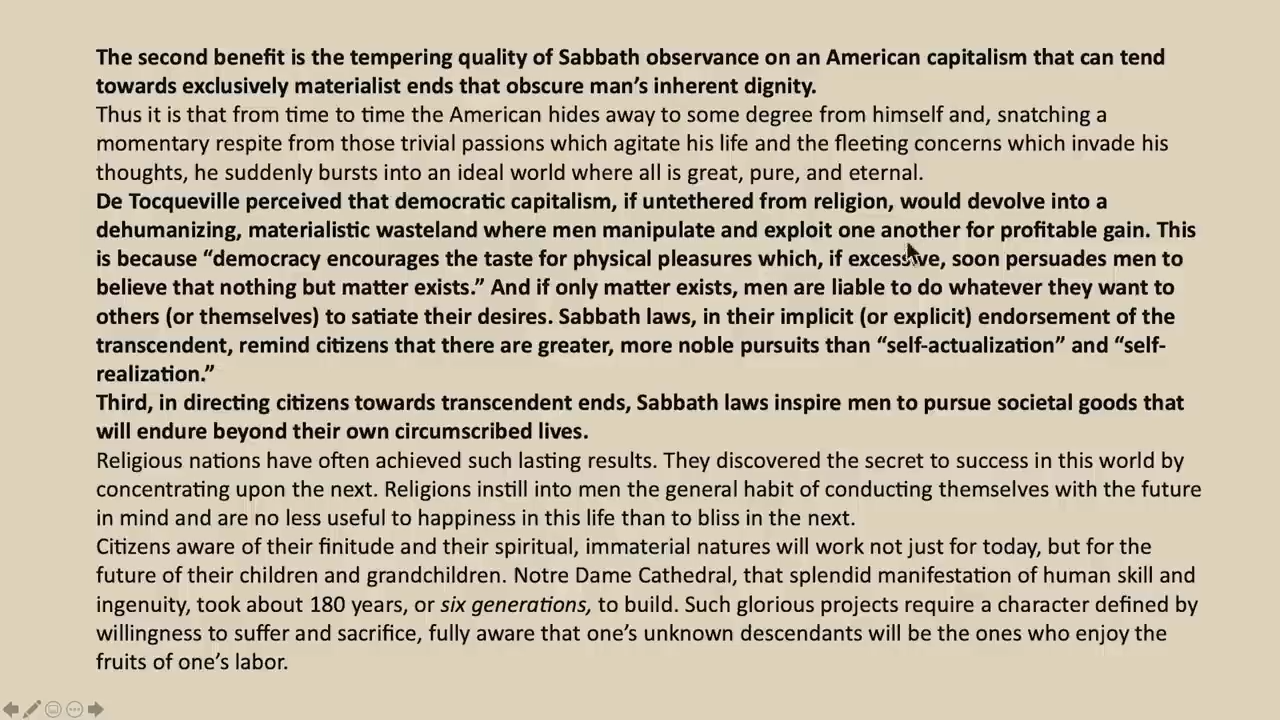 The second benefit is the tempering quality of Sabbath observance on an American capitalism that can tend
towards exclusively materialist ends that obscure man’s inherent dignity.
Thus it is that from time to time the American hides away to some degree from himself and, snatching a
momentary respite from those trivial passions which agitate his life and the fleeting concerns which invade his
thoughts, he suddenly bursts into an ideal world where all is great, pure, and eternal.
De Tocqueville perceived that democratic capitalism, if untethered from religion, would devolve into a
dehumanizing, materialistic wasteland where men manipulate and exploit one another for profitable gain. This
is because “democracy encourages the taste for physical pleasures which, if excessive, soon persuades men to
believe that nothing but matter exists.” And if only matter exists, men are liable to do whatever they want to
others (or themselves) to satiate their desires. Sabbath laws, in their implicit (or explicit) endorsement of the
transcendent, remind citizens that there are greater, more noble pursuits than “self-actualization” and “self-
realization.”
Third, in directing citizens towards transcendent ends, Sabbath laws inspire men to pursue societal goods that
will endure beyond their own circumscribed lives.
Religious nations have often achieved such lasting results. They discovered the secret to success in this world by
concentrating upon the next. Religions instill into men the general habit of conducting themselves with the future
in mind and are no less useful to happiness in this life than to bliss in the next.
Citizens aware of their finitude and their spiritual, immaterial natures will work not just for today, but for the
future of their children and grandchildren. Notre Dame Cathedral, that splendid manifestation of human skill and
ingenuity, took about 180 years, or six generations, to build. Such glorious projects require a character defined by
willingness to suffer and sacrifice, fully aware that one’s unknown descendants will be the ones who enjoy the
fruits of one’s labor.